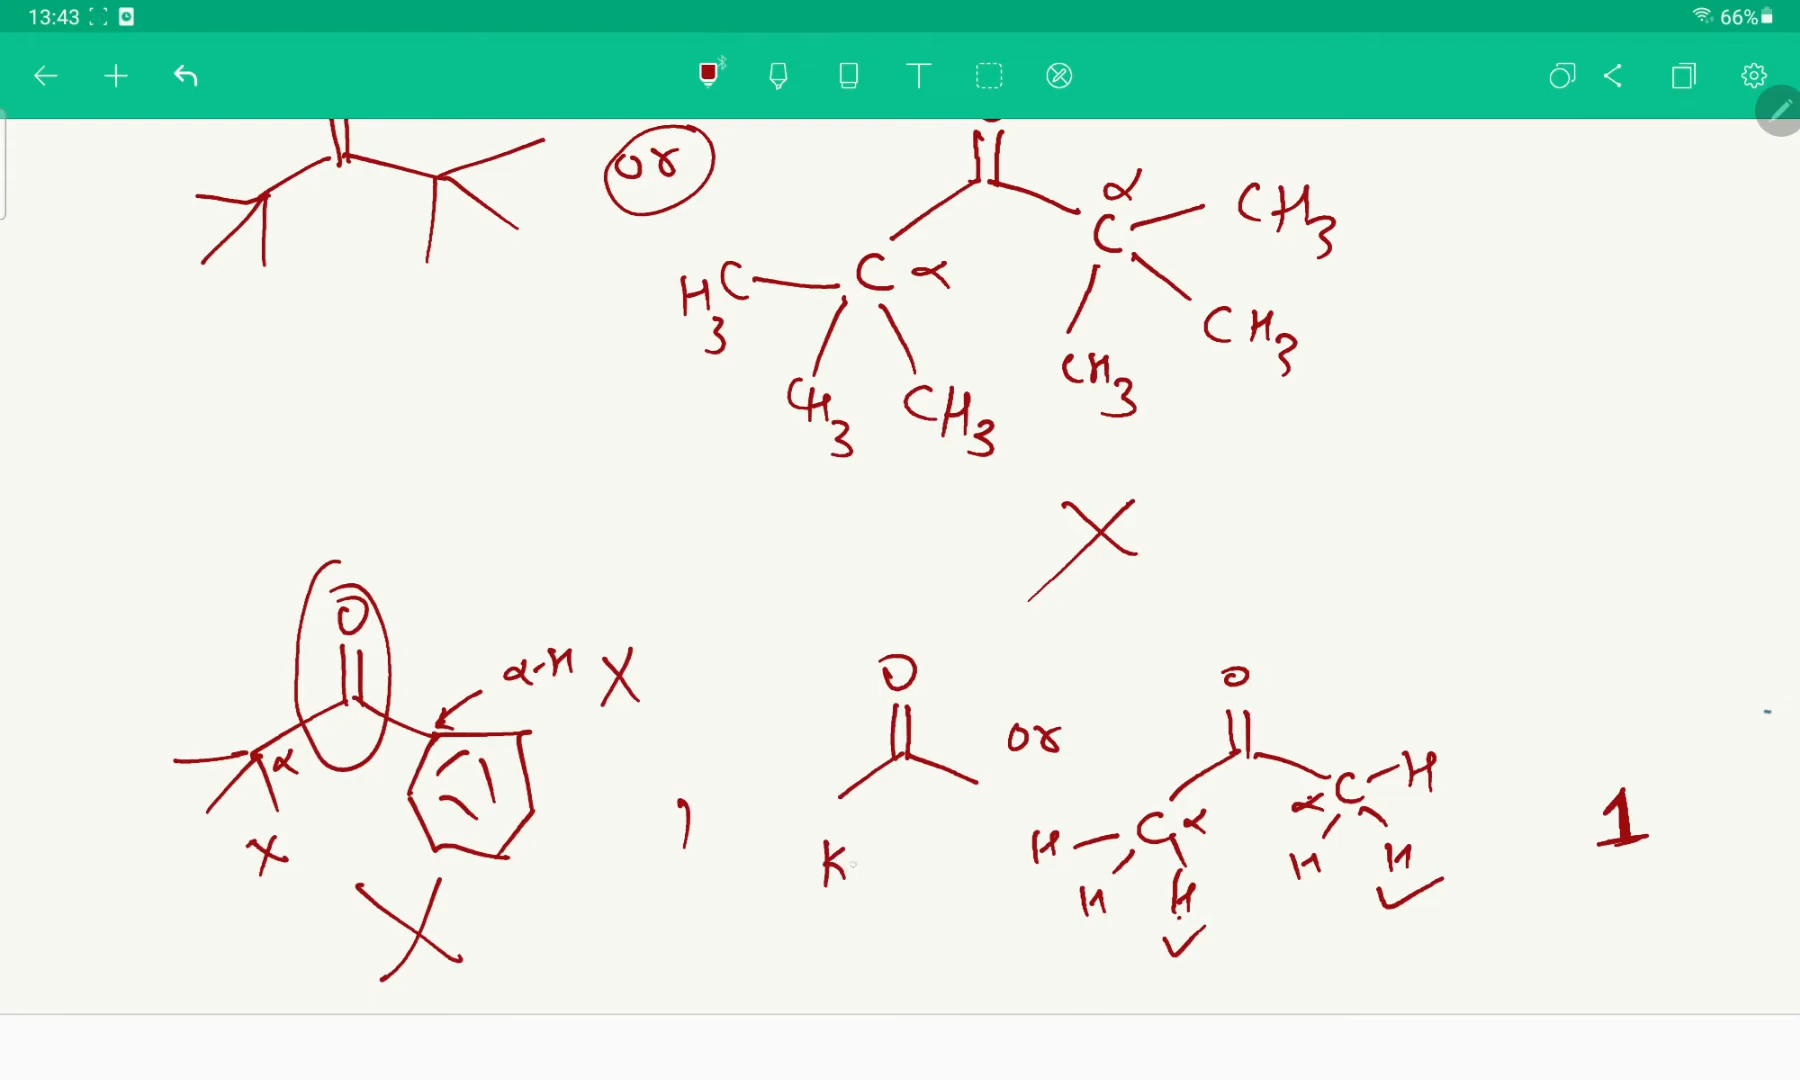 13:43
66%
or
α
CH3
C
H3C
C α
CH3
CH3
CH3
CH3
O
α-H X
α
X
O
or
K
O
C H
α
H H
H C α
H H
1